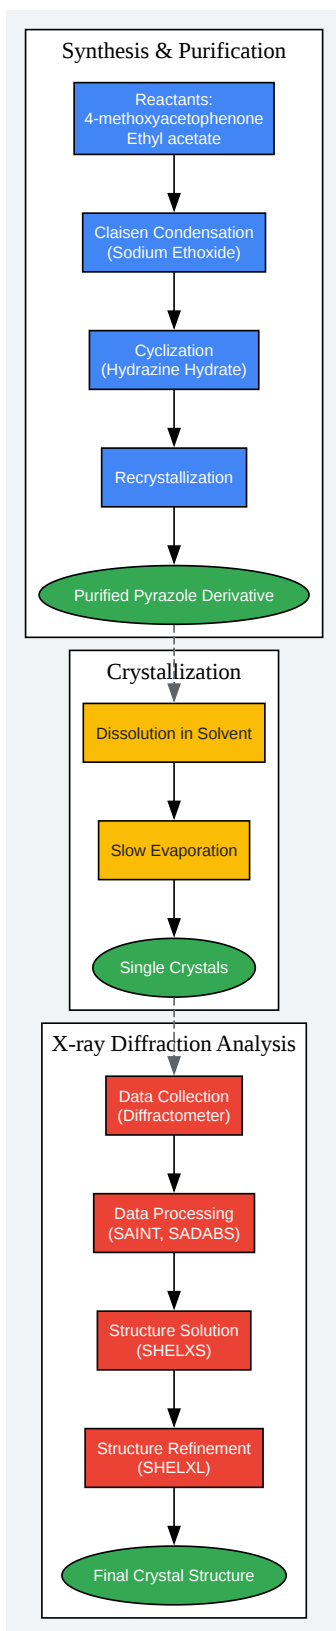 Synthesis & Purification
Reactants:
4-methoxyacetophenone
Ethyl acetate
Claisen Condensation
(Sodium Ethoxide)
Cyclization
(Hydrazine Hydrate)
Recrystallization
Purified Pyrazole Derivative
Crystallization
Dissolution in Solvent
Slow Evaporation
Single Crystals
X-ray Diffraction Analysis
Data Collection
(Diffractometer)
Data Processing
(SAINT, SADABS)
Structure Solution
(SHELXS)
Structure Refinement
(SHELXL)
Final Crystal Structure